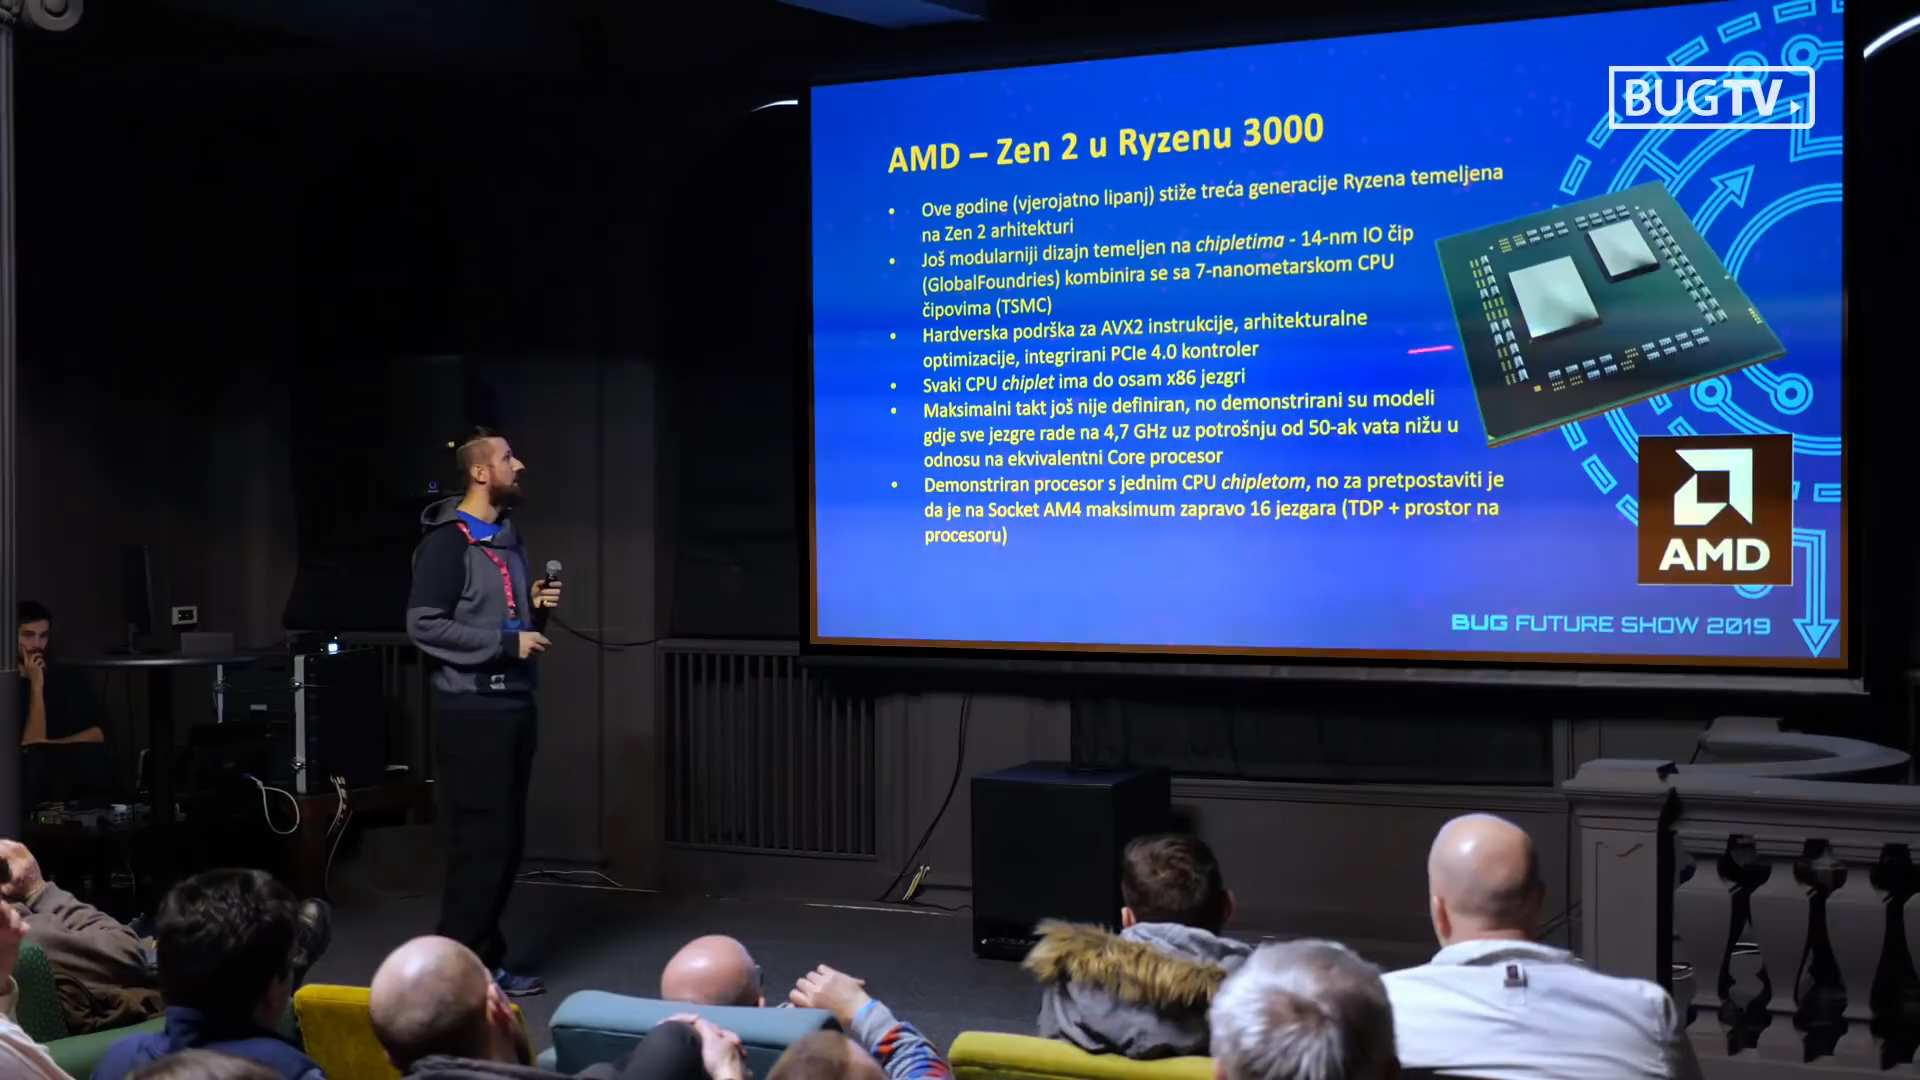 BUGTV
AMD – Zen 2 u Ryzenu 3000
• Ove godine (vjerojatno lipanj) stiže treća generacije Ryzena temeljena
na Zen 2 arhitekturi
• Još modularniji dizajn temeljen na chipletima - 14-nm IO čip
(GlobalFoundries) kombinira se sa 7-nanometarskom CPU
čipovima (TSMC)
• Hardverska podrška za AVX2 instrukcije, arhitekturalne
optimizacije, integrirani PCIe 4.0 kontroler
• Svaki CPU chiplet ima do osam x86 jezgri
• Maksimalni takt još nije definiran, no demonstrirani su modeli
gdje sve jezgre rade na 4,7 GHz uz potrošnju od 50-ak vata nižu u
odnosu na ekvivalentni Core procesor
• Demonstriran procesor s jednim CPU chipletom, no za pretpostaviti je
da je na Socket AM4 maksimum zapravo 16 jezgara (TDP + prostor na
procesoru)
AMD
BUG FUTURE SHOW 2019